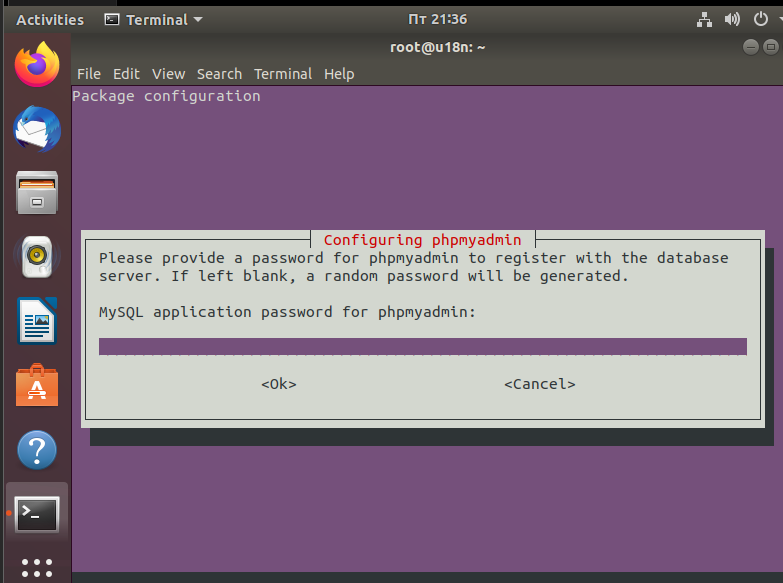 Activities Terminal Пт 21:36
root@u18n: ~
File Edit View Search Terminal Help
Package configuration
Configuring phpmyadmin
Please provide a password for phpmyadmin to register with the database
server. If left blank, a random password will be generated.
MySQL application password for phpmyadmin:
<Ok> <Cancel>